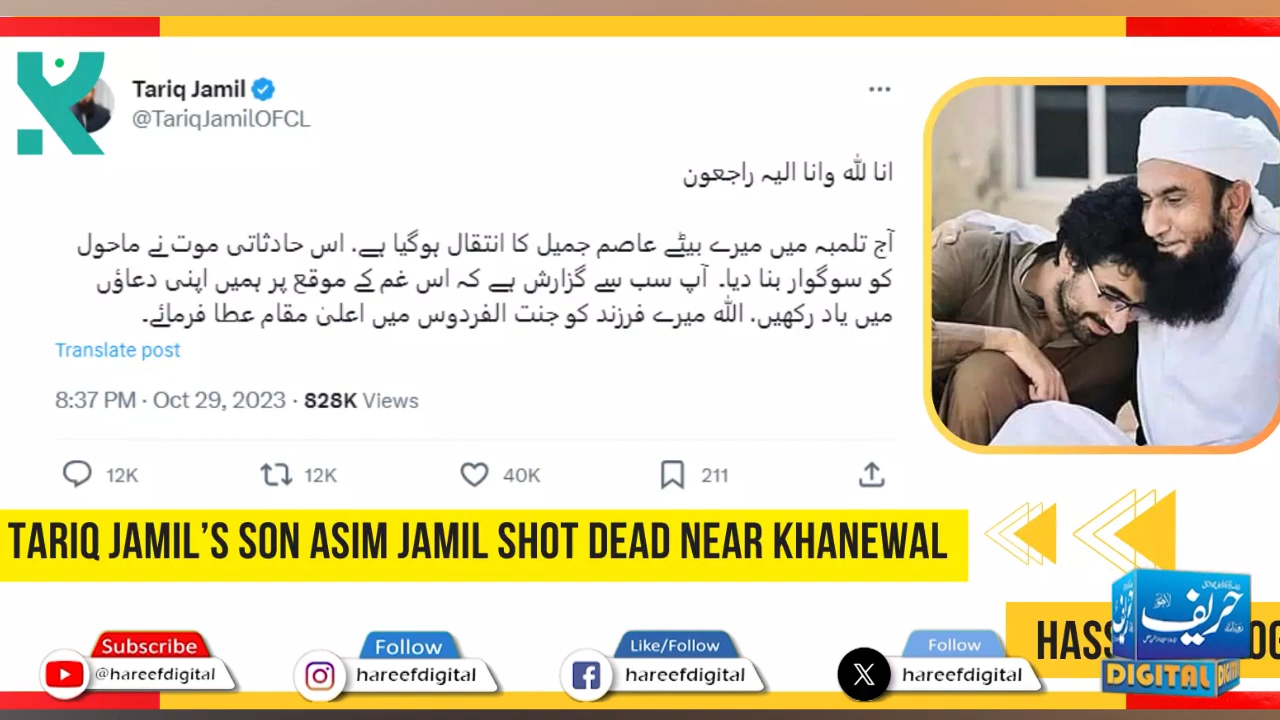 Tariq Jamil
@TariqJamilOFCL
انا لله وانا الیہ راجعون
آج تلمبہ میں میرے بیٹے عاصم جمیل کا انتقال ہوگیا ہے. اس حادثاتی موت نے ماحول
کو سوگوار بنا دیا۔ آپ سب سے گزارش ہے کہ اس غم کے موقع پر ہمیں اپنی دعاؤں
میں یاد رکھیں. اللہ میرے فرزند کو جنت الفردوس میں اعلیٰ مقام عطا فرمائے۔
Translate post
8:37 PM · Oct 29, 2023 · 828K Views
12K 12K 40K 211
TARIQ JAMIL’S SON ASIM JAMIL SHOT DEAD NEAR KHANEWAL
HASS
حریف
DIGITAL
Subscribe
@hareefdigital
Follow
hareefdigital
Like/Follow
hareefdigital
Follow
hareefdigital